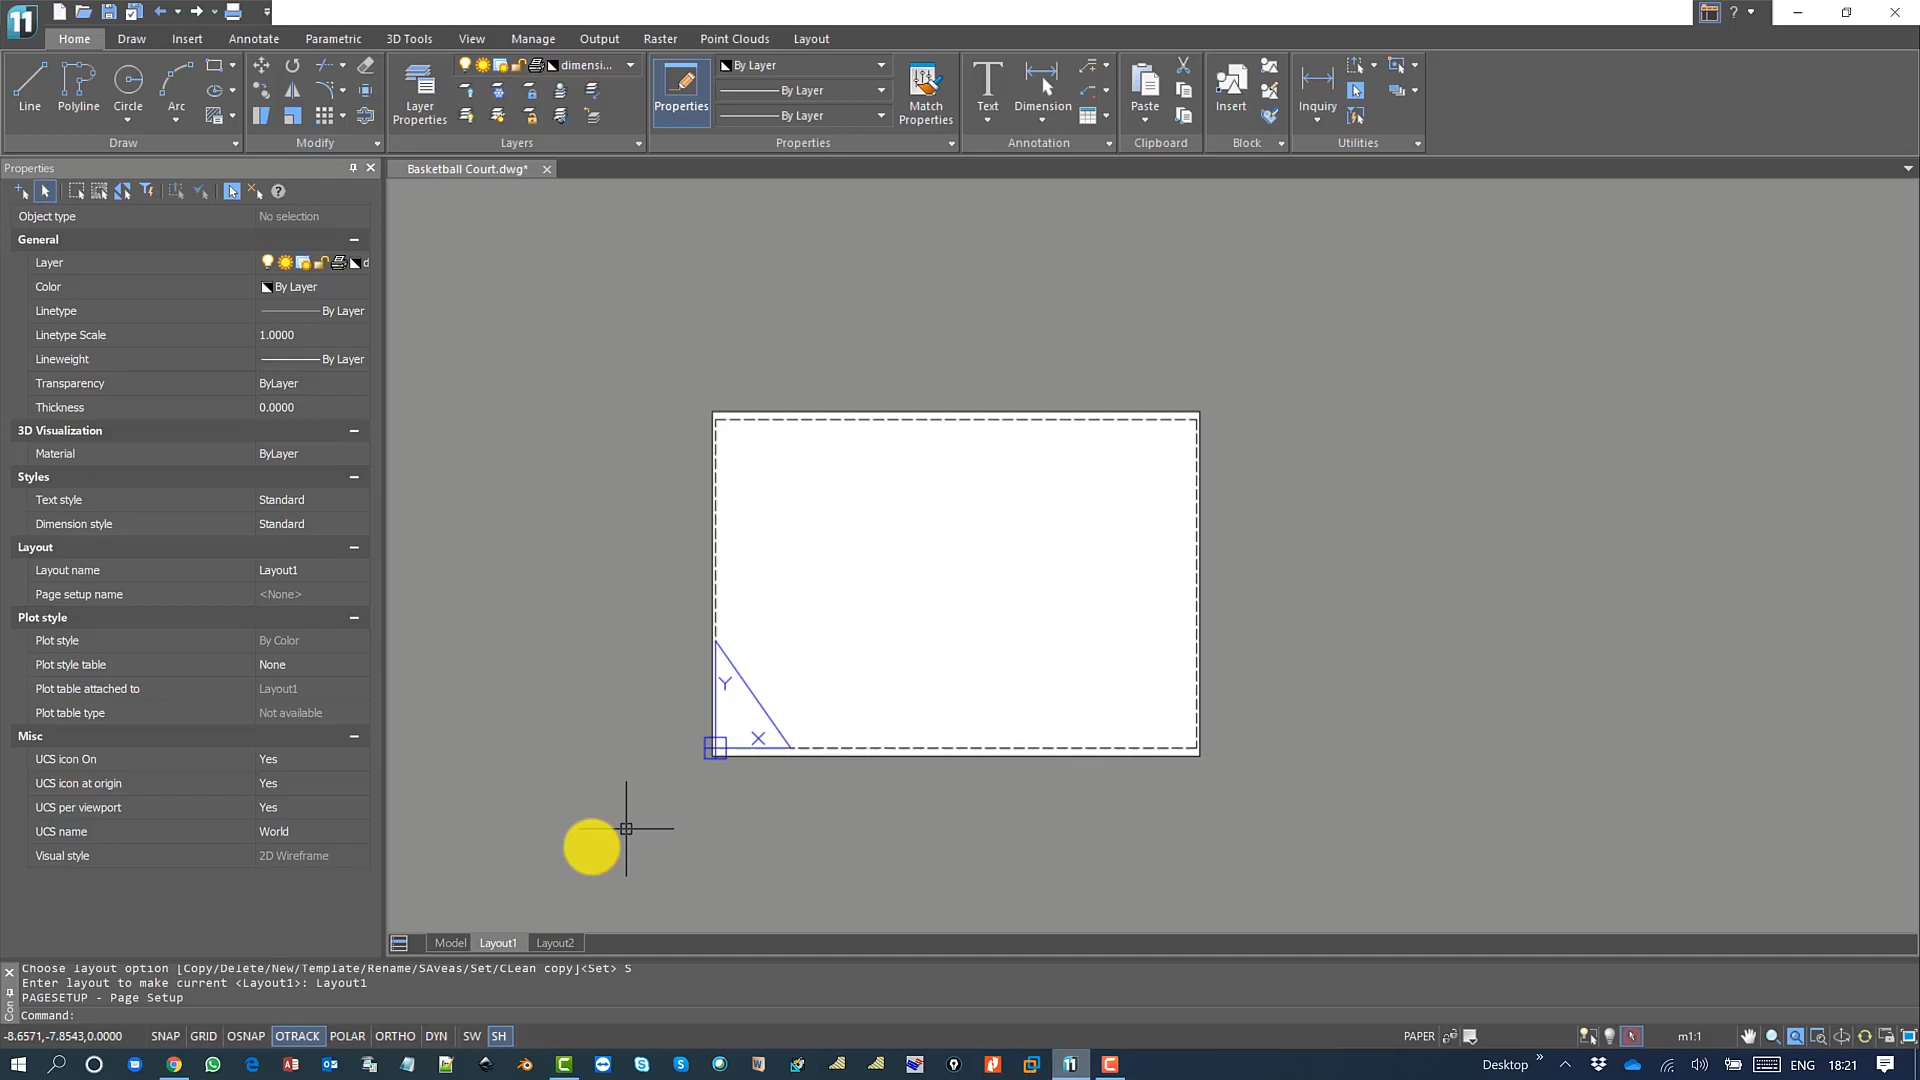 11
Home Draw Insert Annotate Parametric 3D Tools View Manage Output Raster Point Clouds Layout
Line Polyline Circle Arc
Layer Properties
dimensi...
Properties
By Layer
By Layer
By Layer
Match Properties
Text Dimension Paste Insert Inquiry
Draw Modify Layers Properties Annotation Clipboard Block Utilities
Properties
Basketball Court.dwg*
Object type No selection
General
Layer d
Color By Layer
Linetype By Layer
Linetype Scale 1.0000
Lineweight By Layer
Transparency ByLayer
Thickness 0.0000
3D Visualization
Material ByLayer
Styles
Text style Standard
Dimension style Standard
Layout
Layout name Layout1
Page setup name <None>
Plot style
Plot style By Color
Plot style table None
Plot table attached to Layout1
Plot table type Not available
Misc
UCS icon On Yes
UCS icon at origin Yes
UCS per viewport Yes
UCS name World
Visual style 2D Wireframe
Y
X
Model Layout1 Layout2
Choose layout option [Copy/Delete/New/Template/Rename/SAveas/Set/CLean copy]<Set> S
Enter layout to make current <Layout1>: Layout1
PAGESETUP - Page Setup
Command:
-8.6571,-7.8543,0.0000 SNAP GRID OSNAP OTRACK POLAR ORTHO DYN SW SH PAPER m1:1
Desktop ENG 18:21